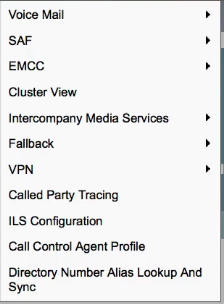 Voice Mail
SAF
EMCC
Cluster View
Intercompany Media Services
Fallback
VPN
Called Party Tracing
ILS Configuration
Call Control Agent Profile
Directory Number Alias Lookup And
Sync